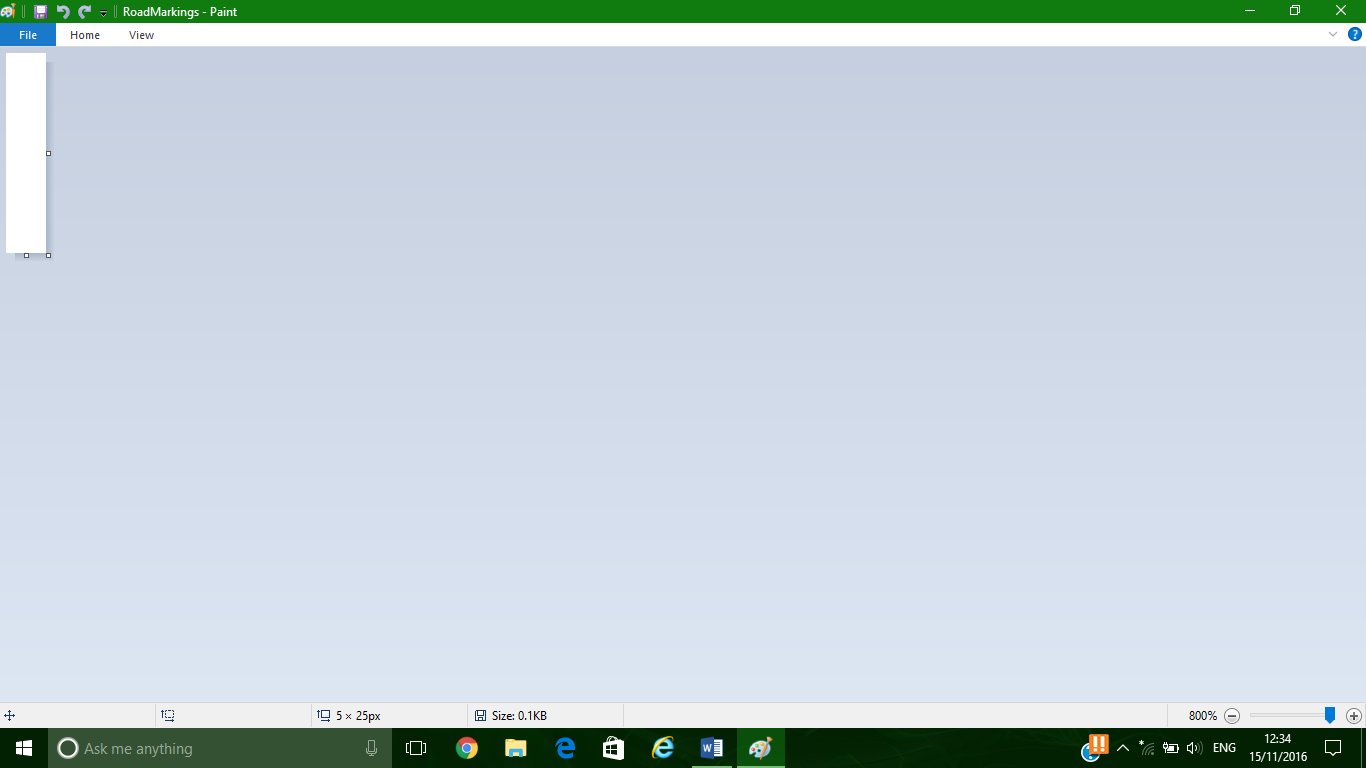 RoadMarkings - Paint
File Home View
5 × 25px Size: 0.1KB 800%
Ask me anything ENG 12:34
15/11/2016